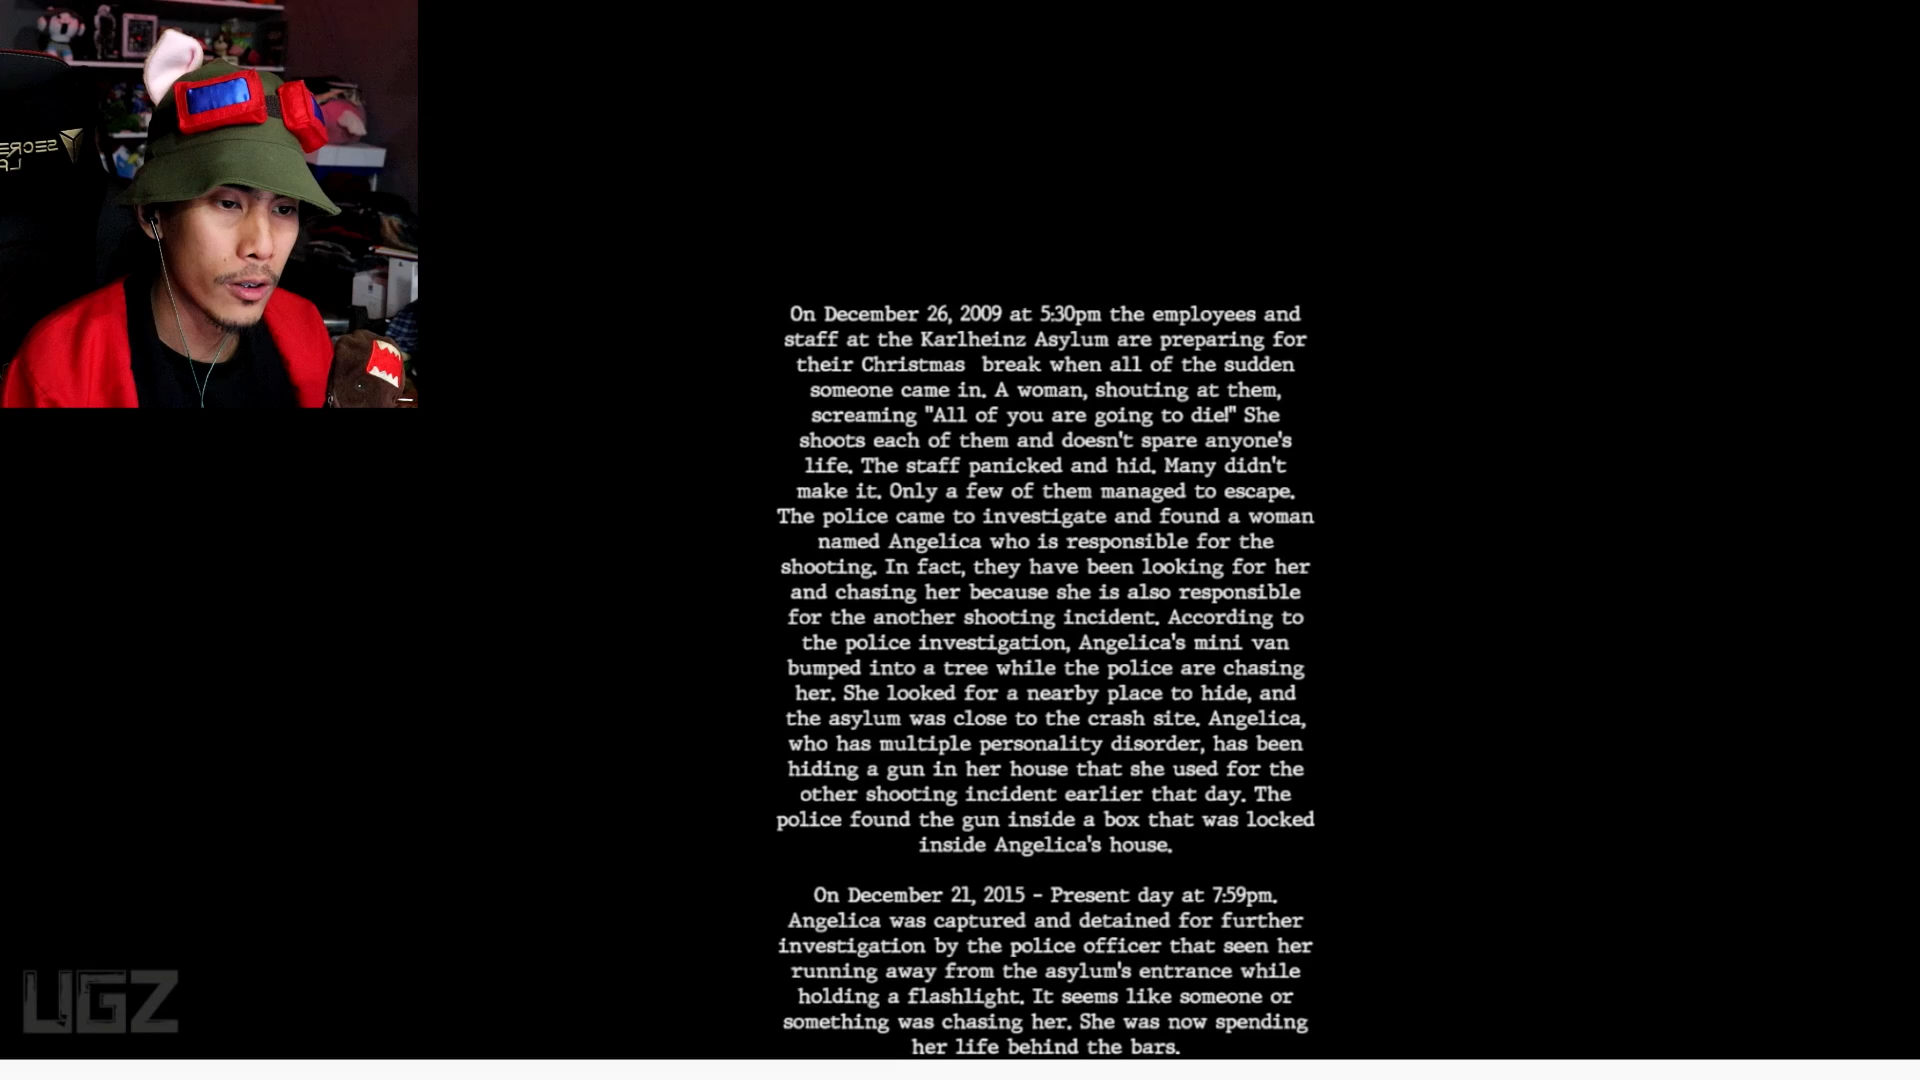 SECRE
LA
On December 26, 2009 at 5:30pm the employees and
staff at the Karlheinz Asylum are preparing for
their Christmas  break when all of the sudden
someone came in. A woman, shouting at them,
screaming "All of you are going to die!" She
shoots each of them and doesn't spare anyone's
life. The staff panicked and hid. Many didn't
make it. Only a few of them managed to escape.
The police came to investigate and found a woman
named Angelica who is responsible for the
shooting. In fact, they have been looking for her
and chasing her because she is also responsible
for the another shooting incident. According to
the police investigation, Angelica's mini van
bumped into a tree while the police are chasing
her. She looked for a nearby place to hide, and
the asylum was close to the crash site. Angelica,
who has multiple personality disorder, has been
hiding a gun in her house that she used for the
other shooting incident earlier that day. The
police found the gun inside a box that was locked
inside Angelica's house.
On December 21, 2015 - Present day at 7:59pm.
Angelica was captured and detained for further
investigation by the police officer that seen her
running away from the asylum's entrance while
holding a flashlight. It seems like someone or
something was chasing her. She was now spending
her life behind the bars.
UGZ